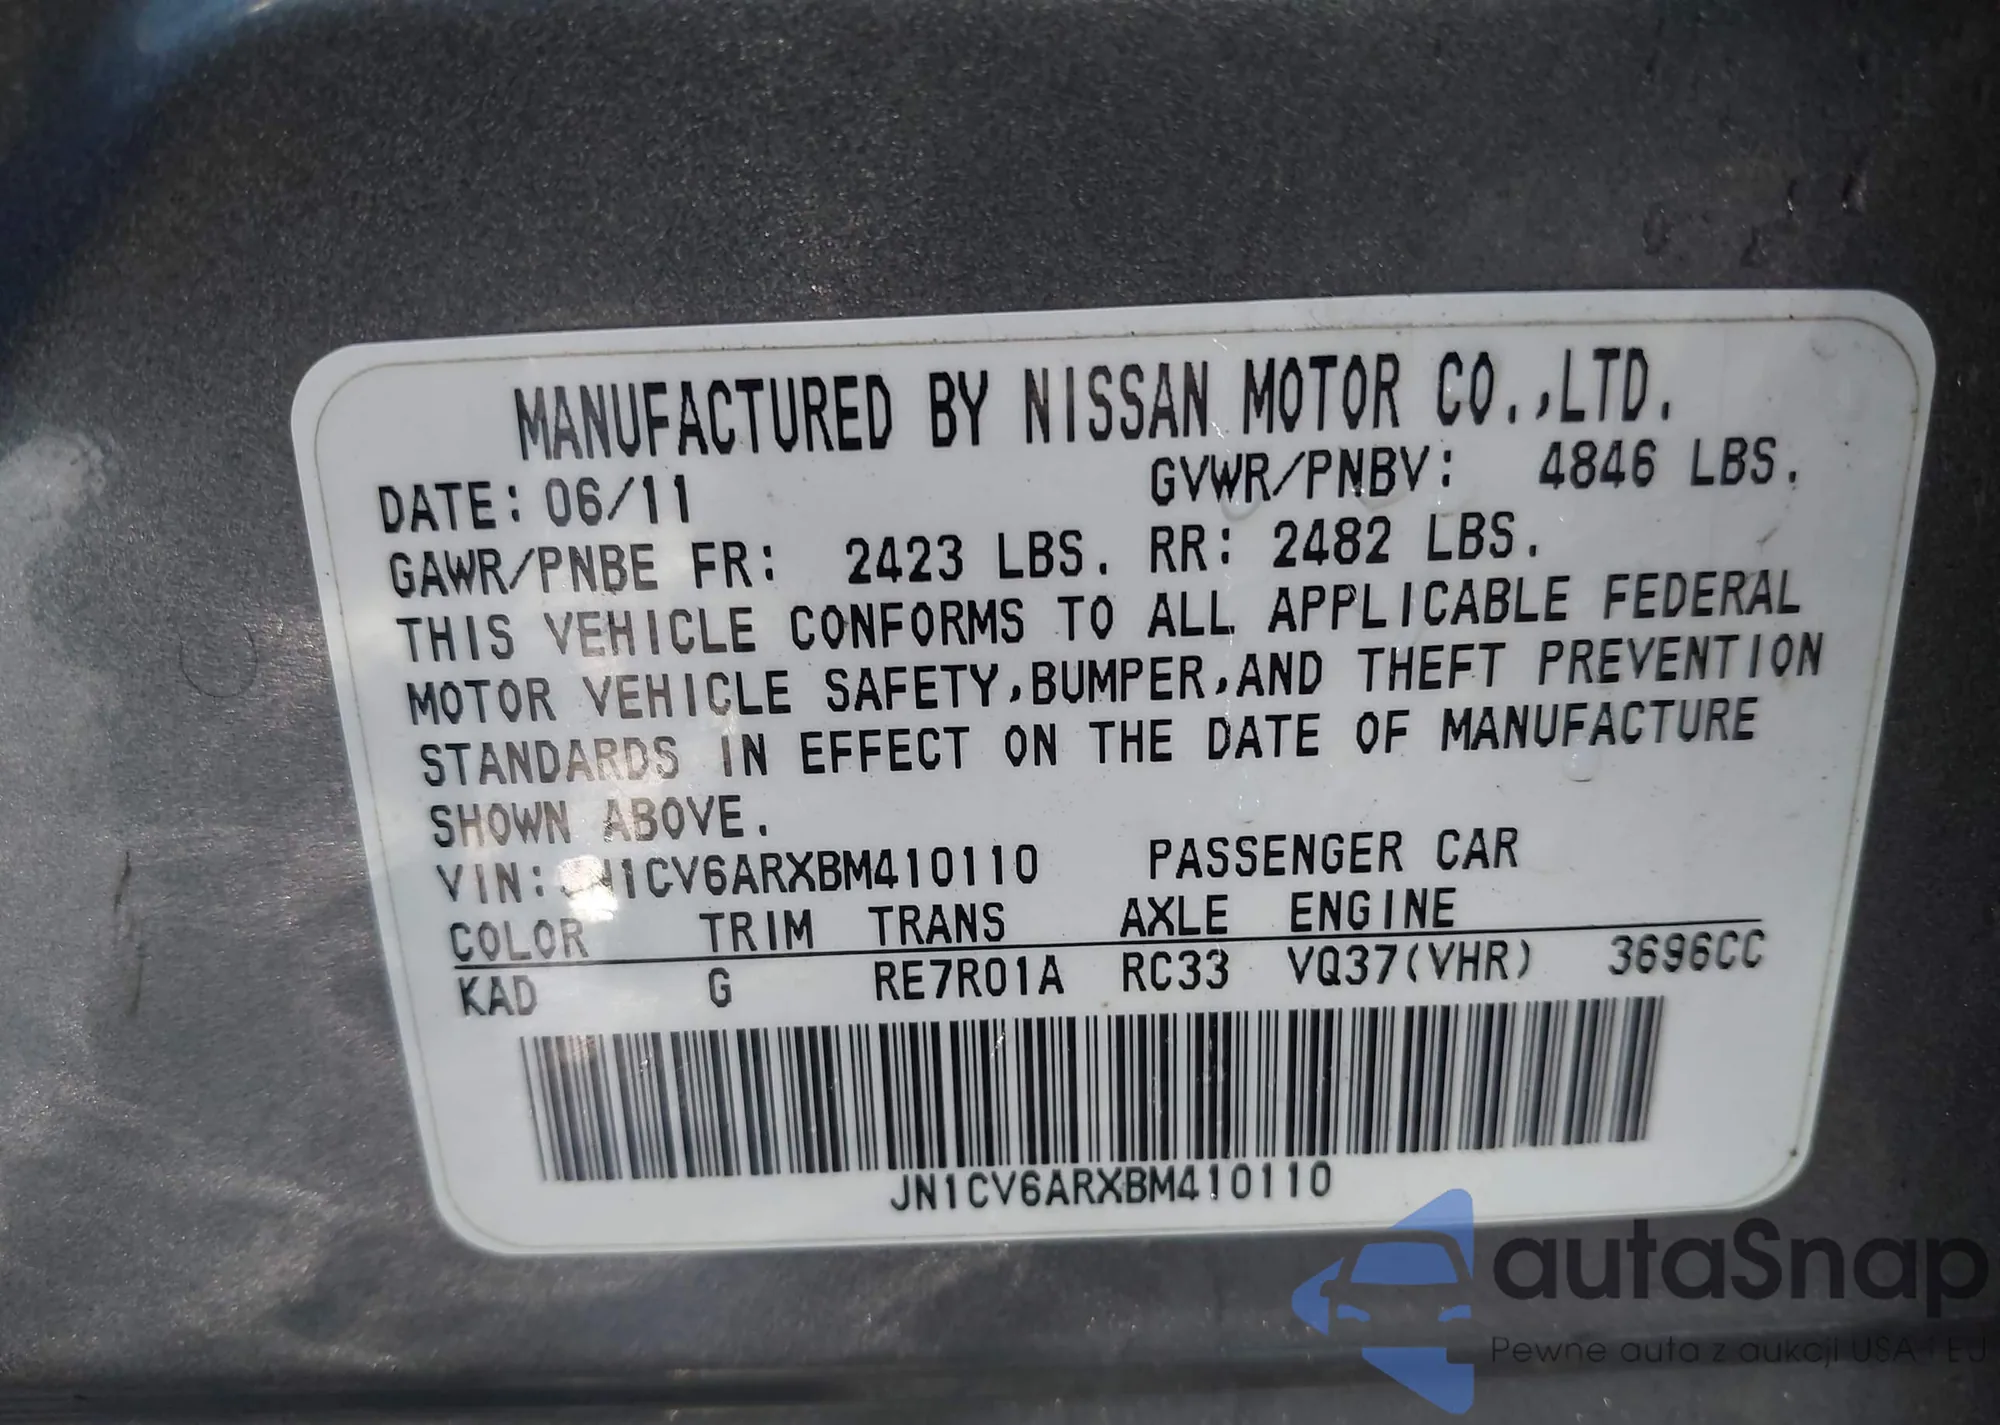 MANUFACTURED BY NISSAN MOTOR CO.,LTD.
DATE: 06/11 GVWR/PNBV: 4846 LBS.
GAWR/PNBE FR: 2423 LBS. RR: 2482 LBS.
THIS VEHICLE CONFORMS TO ALL APPLICABLE FEDERAL
MOTOR VEHICLE SAFETY,BUMPER,AND THEFT PREVENTION
STANDARDS IN EFFECT ON THE DATE OF MANUFACTURE
SHOWN ABOVE.
VIN: JN1CV6ARXBM410110 PASSENGER CAR
COLOR TRIM TRANS AXLE ENGINE
KAD G RE7R01A RC33 VQ37(VHR) 3696CC
JN1CV6ARXBM410110
autaSnap
Pewne auta z aukcji USA i EU